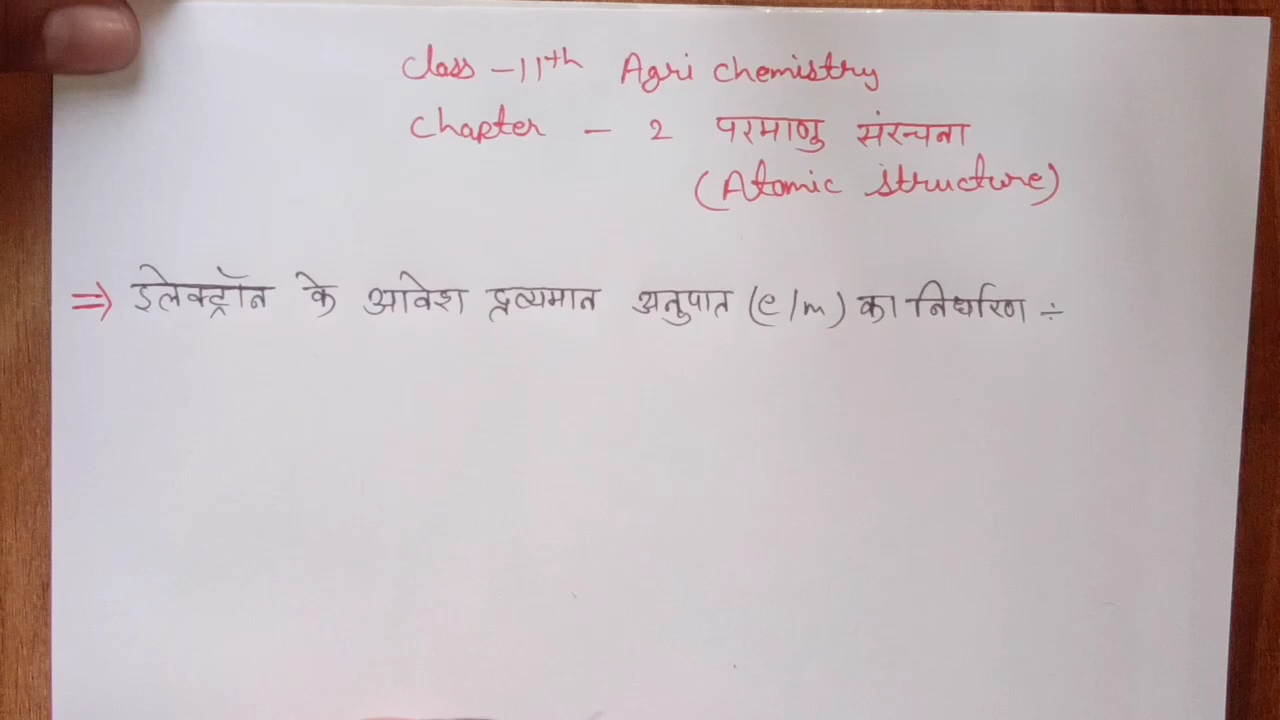 Class - 11th Agri Chemistry
Chapter - 2 परमाणु संरचना
(Atomic structure)
⇒ इलेक्ट्रॉन के आवेश द्रव्यमान अनुपात (e/m) का निर्धारण ÷